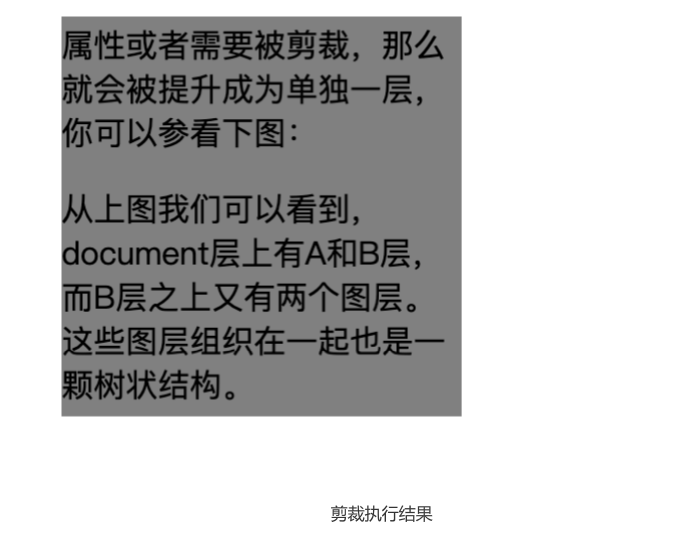 属性或者需要被剪裁，那么
就会被提升成为单独一层，
你可以参看下图：
从上图我们可以看到，
document层上有A和B层，
而B层之上又有两个图层。
这些图层组织在一起也是一
颗树状结构。
剪裁执行结果